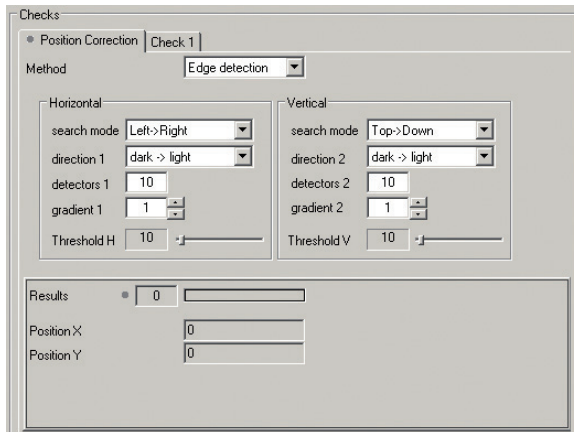 Checks
Position Correction Check 1
Method Edge detection
Horizontal Vertical
search mode Left->Right search mode Top->Down
direction 1 dark -> light direction 2 dark -> light
detectors 1 10 detectors 2 10
gradient 1 1 gradient 2 1
Threshold H 10 Threshold V 10
Results 0
Position X 0
Position Y 0